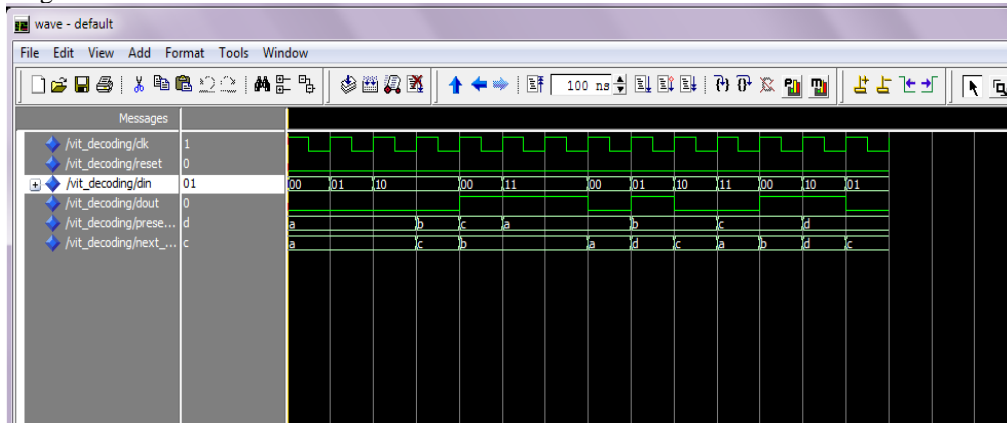 wave - default
File Edit View Add Format Tools Window
100 ns
Messages
/vit_decoding/clk 1
/vit_decoding/reset 0
/vit_decoding/din 01 00 01 10 00 11 00 01 10 11 00 10 01
/vit_decoding/dout 0
/vit_decoding/prese... d a b c a b c d
/vit_decoding/next_... c a c b a d c a b d c